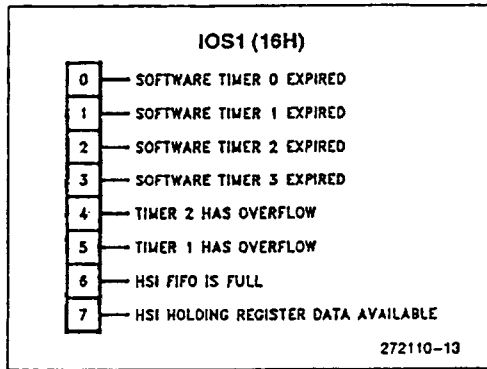 IOS1 (16H)
0 SOFTWARE TIMER 0 EXPIRED
1 SOFTWARE TIMER 1 EXPIRED
2 SOFTWARE TIMER 2 EXPIRED
3 SOFTWARE TIMER 3 EXPIRED
4 TIMER 2 HAS OVERFLOW
5 TIMER 1 HAS OVERFLOW
6 HSI FIFO IS FULL
7 HSI HOLDING REGISTER DATA AVAILABLE
272110-13